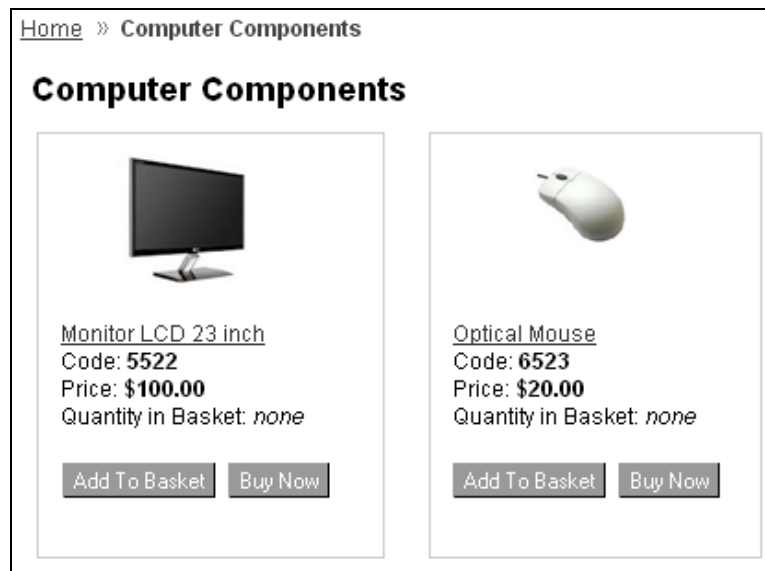 Home » Computer Components
Computer Components
Monitor LCD 23 inch
Code: 5522
Price: $100.00
Quantity in Basket: none
Add To Basket Buy Now
Optical Mouse
Code: 6523
Price: $20.00
Quantity in Basket: none
Add To Basket Buy Now